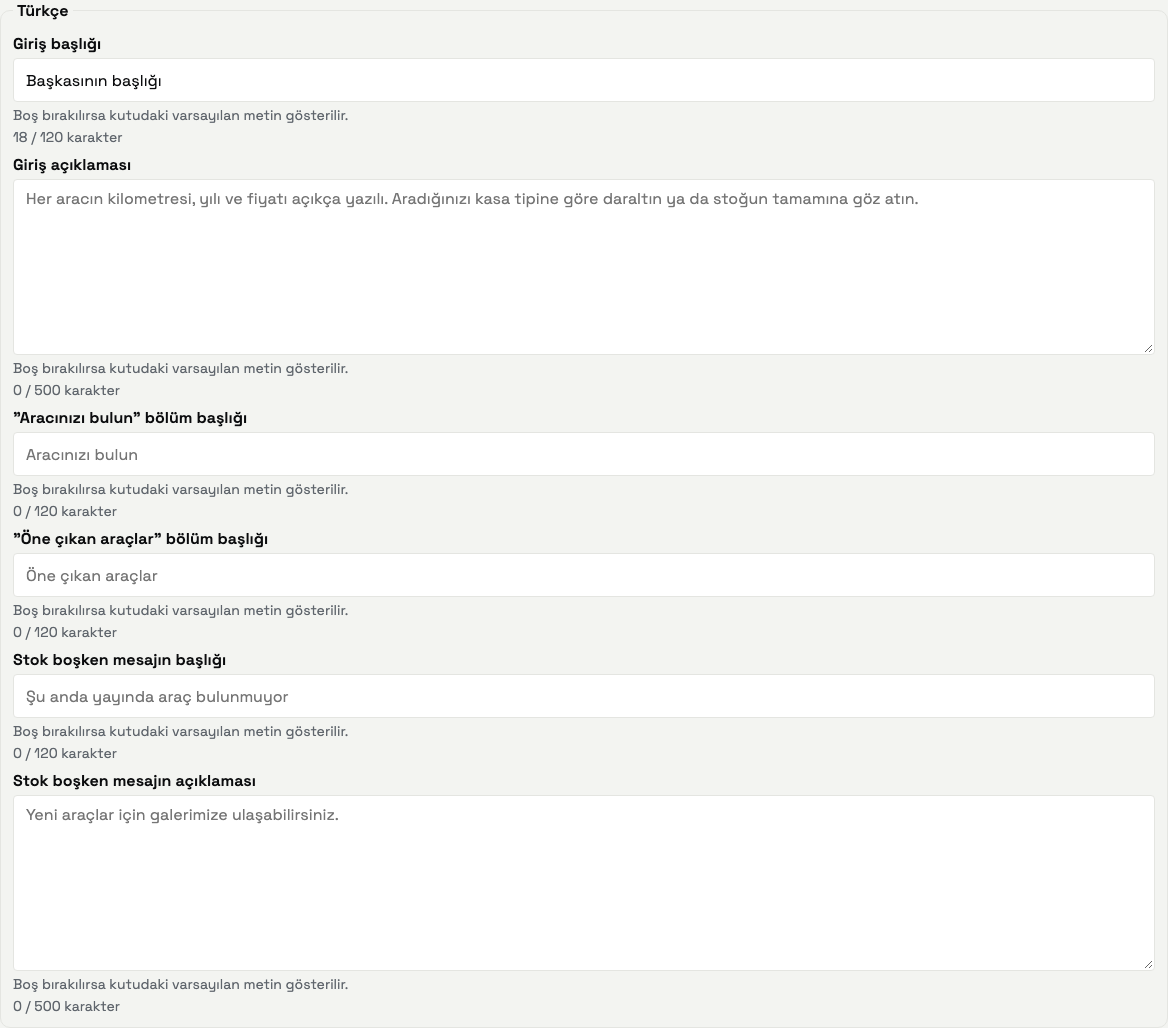 Türkçe
Giriş başlığı
Başkasının başlığı
Boş bırakılırsa kutudaki varsayılan metin gösterilir.
18 / 120 karakter
Giriş açıklaması
Her aracın kilometresi, yılı ve fiyatı açıkça yazılı. Aradığınızı kasa tipine göre daraltın ya da stoğun tamamına göz atın.
Boş bırakılırsa kutudaki varsayılan metin gösterilir.
0 / 500 karakter
”Aracınızı bulun” bölüm başlığı
Aracınızı bulun
Boş bırakılırsa kutudaki varsayılan metin gösterilir.
0 / 120 karakter
”Öne çıkan araçlar” bölüm başlığı
Öne çıkan araçlar
Boş bırakılırsa kutudaki varsayılan metin gösterilir.
0 / 120 karakter
Stok boşken mesajın başlığı
Şu anda yayında araç bulunmuyor
Boş bırakılırsa kutudaki varsayılan metin gösterilir.
0 / 120 karakter
Stok boşken mesajın açıklaması
Yeni araçlar için galerimize ulaşabilirsiniz.
Boş bırakılırsa kutudaki varsayılan metin gösterilir.
0 / 500 karakter